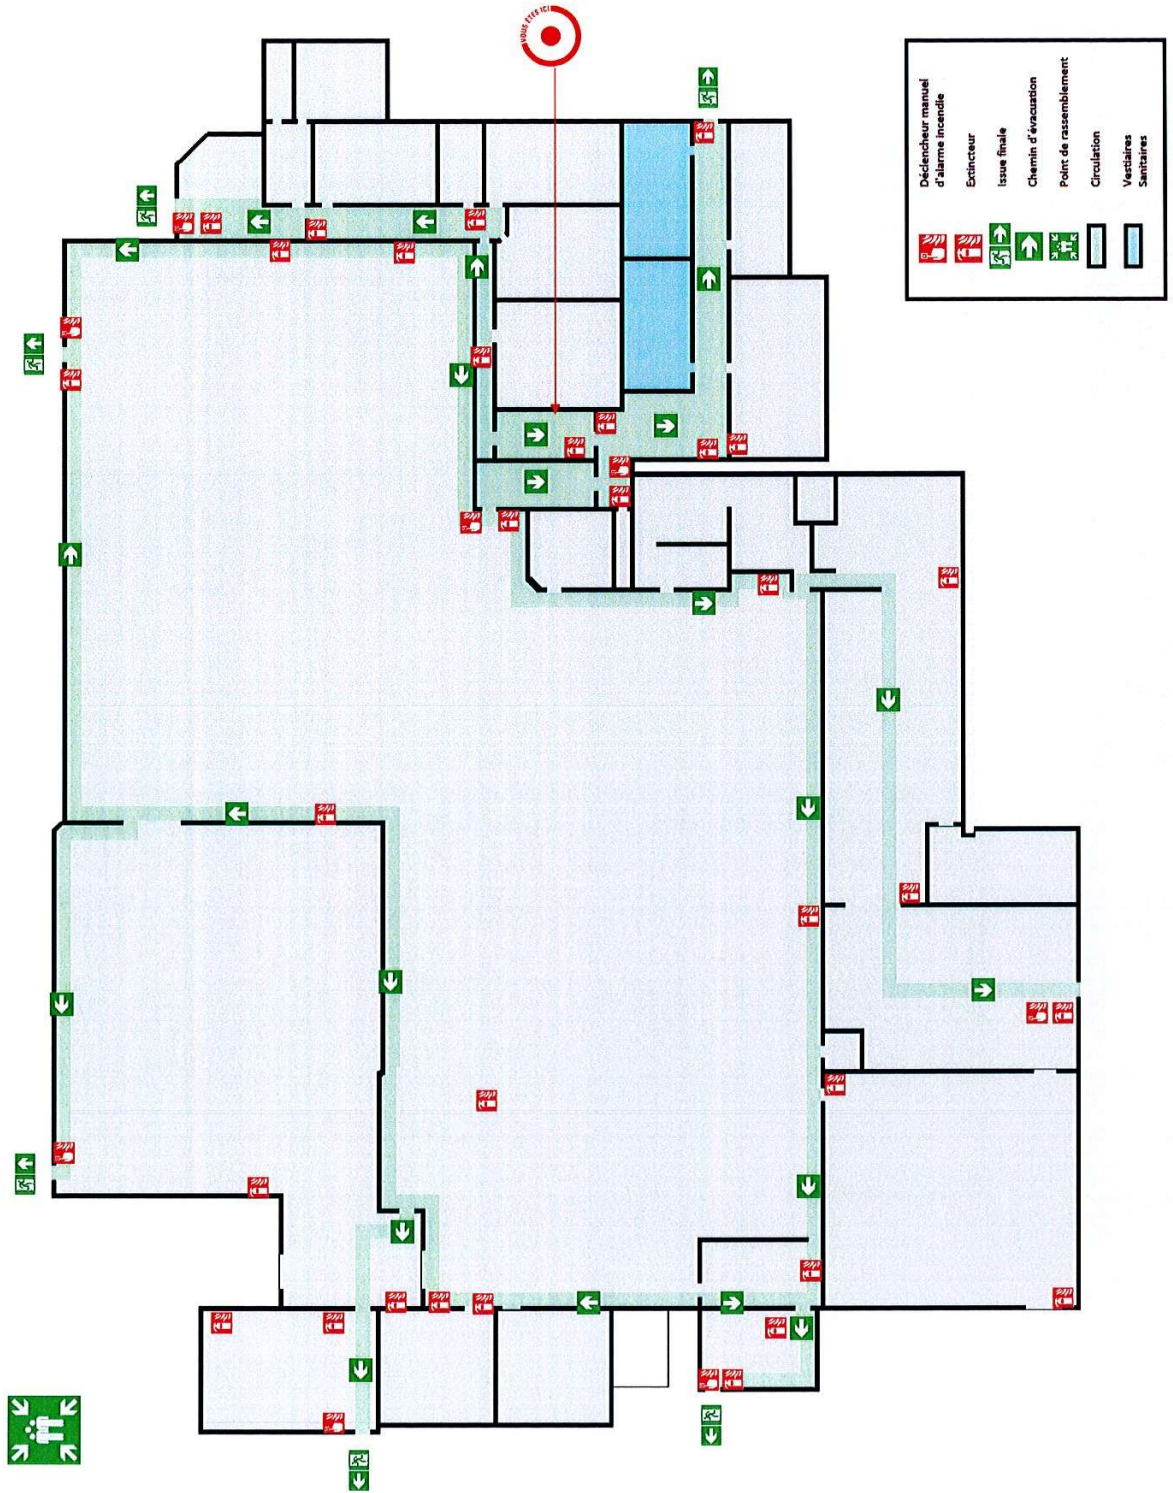 VOUS ÊTES ICI
Déclencheur manuel
d'alarme incendie
Extincteur
Issue finale
Chemin d'évacuation
Point de rassemblement
Circulation
Vestiaires
Sanitaires